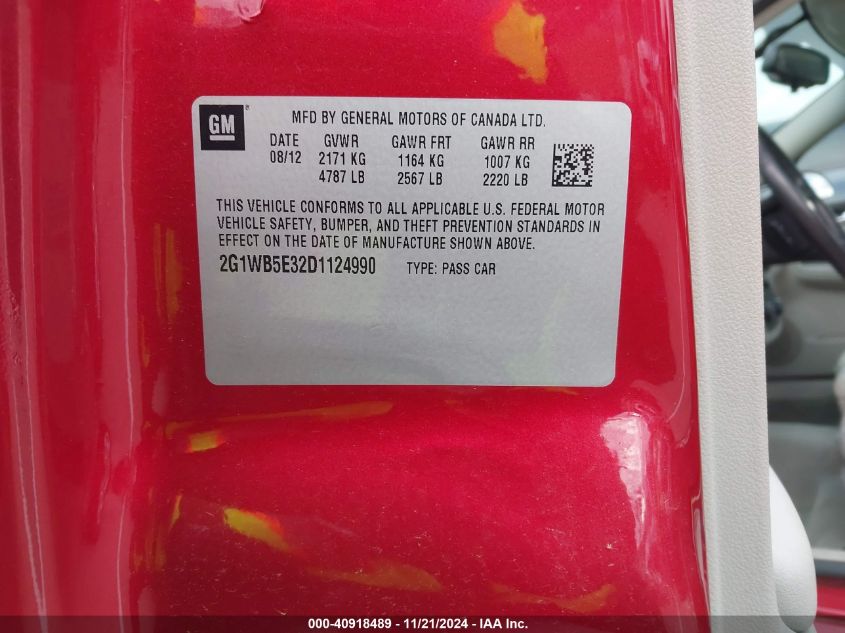 GM ®
MFD BY GENERAL MOTORS OF CANADA LTD.
DATE GVWR GAWR FRT GAWR RR
08/12 2171 KG 1164 KG 1007 KG
4787 LB 2567 LB 2220 LB
THIS VEHICLE CONFORMS TO ALL APPLICABLE U.S. FEDERAL MOTOR
VEHICLE SAFETY, BUMPER, AND THEFT PREVENTION STANDARDS IN
EFFECT ON THE DATE OF MANUFACTURE SHOWN ABOVE.
2G1WB5E32D1124990 TYPE: PASS CAR
000-40918489 - 11/21/2024 - IAA Inc.